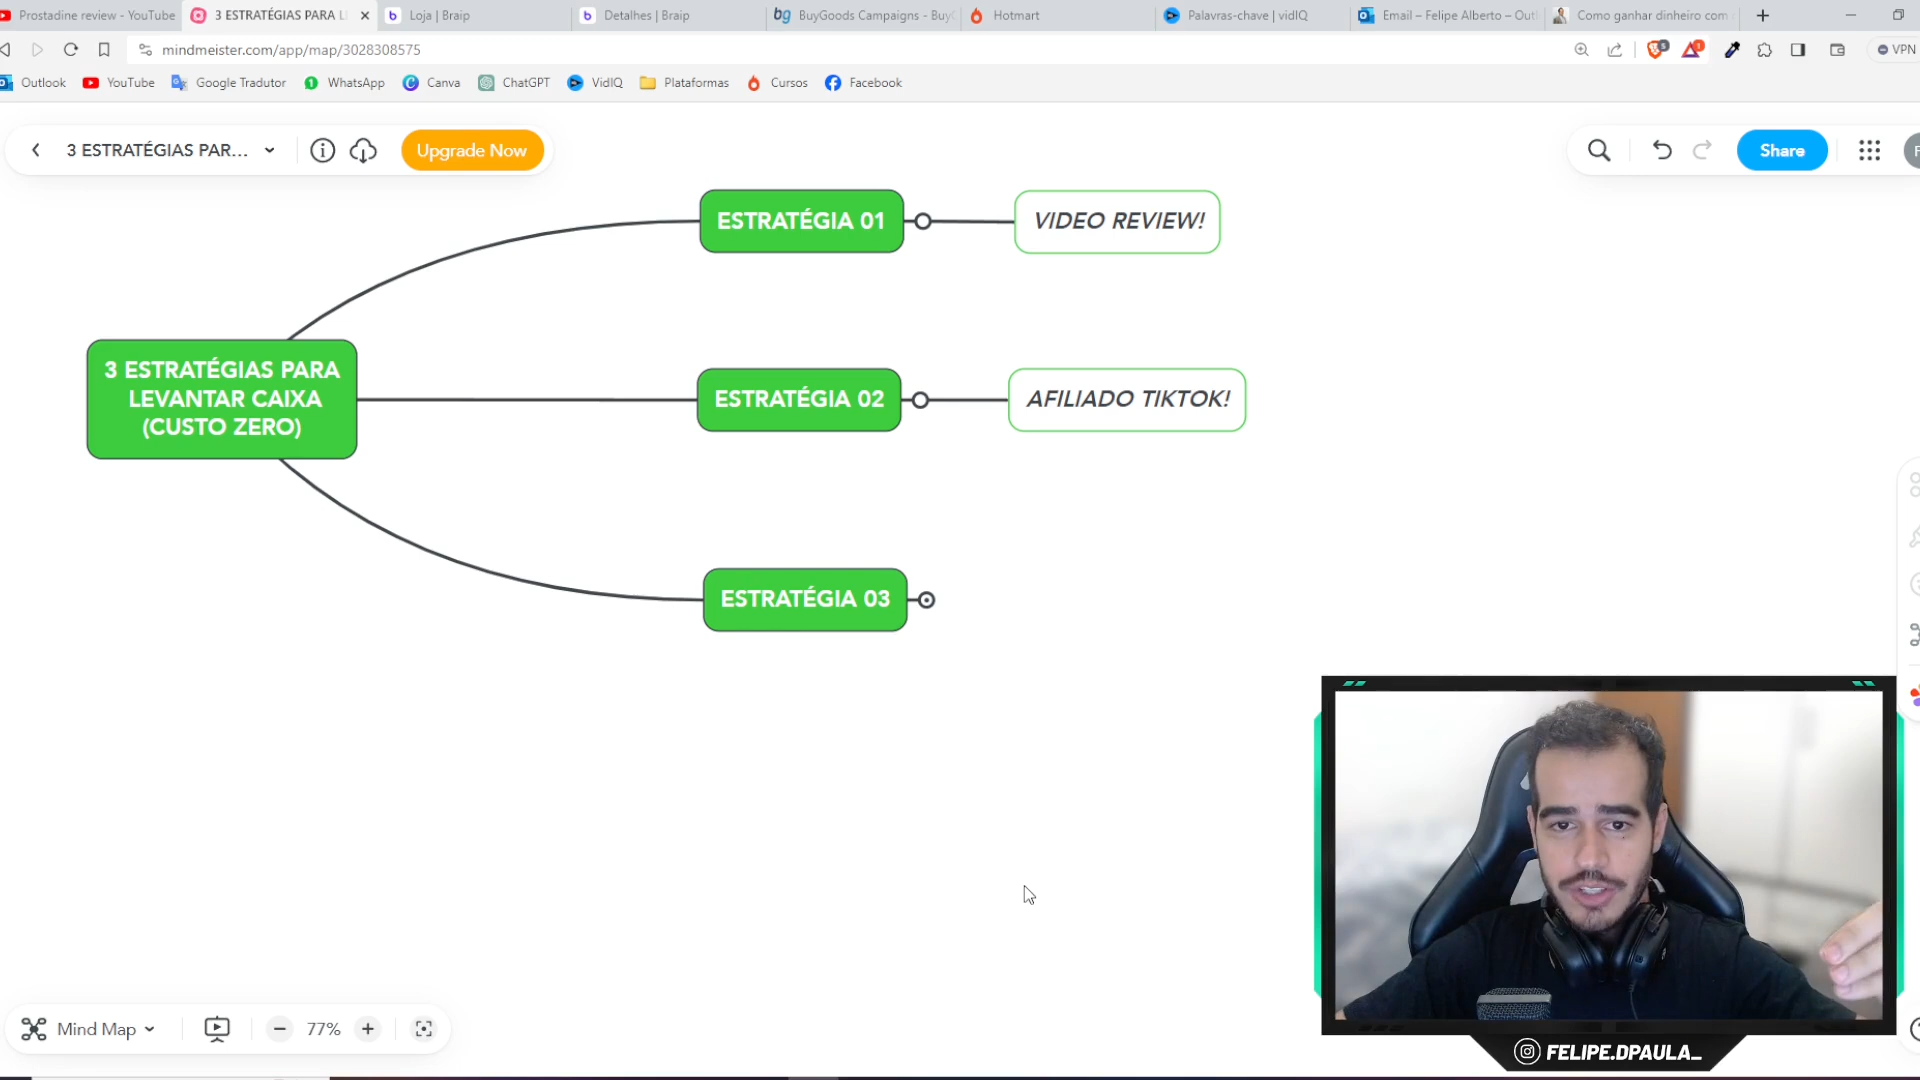 Prostadine review - YouTube
3 ESTRATÉGIAS PARA L
Loja | Braip
Detalhes | Braip
bg BuyGoods Campaigns - Buy
Hotmart
Palavras-chave | vidIQ
Email – Felipe Alberto – Out
Como ganhar dinheiro com
mindmeister.com/app/map/3028308575
VPN
Outlook
YouTube
Google Tradutor
WhatsApp
Canva
ChatGPT
VidIQ
Plataformas
Cursos
Facebook
3 ESTRATÉGIAS PAR...
Upgrade Now
Share
ESTRATÉGIA 01
VIDEO REVIEW!
3 ESTRATÉGIAS PARA
LEVANTAR CAIXA
(CUSTO ZERO)
ESTRATÉGIA 02
AFILIADO TIKTOK!
ESTRATÉGIA 03
Mind Map
77%
FELIPE.DPAULA_